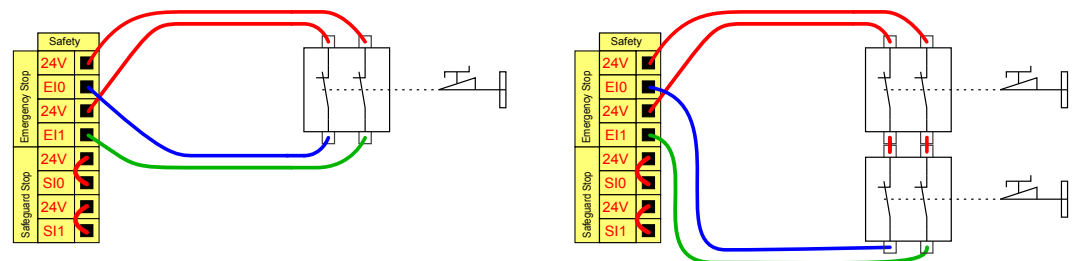 Safety
Emergency Stop
24V
EI0
24V
EI1
Safeguard Stop
24V
SI0
24V
SI1
Safety
Emergency Stop
24V
EI0
24V
EI1
Safeguard Stop
24V
SI0
24V
SI1